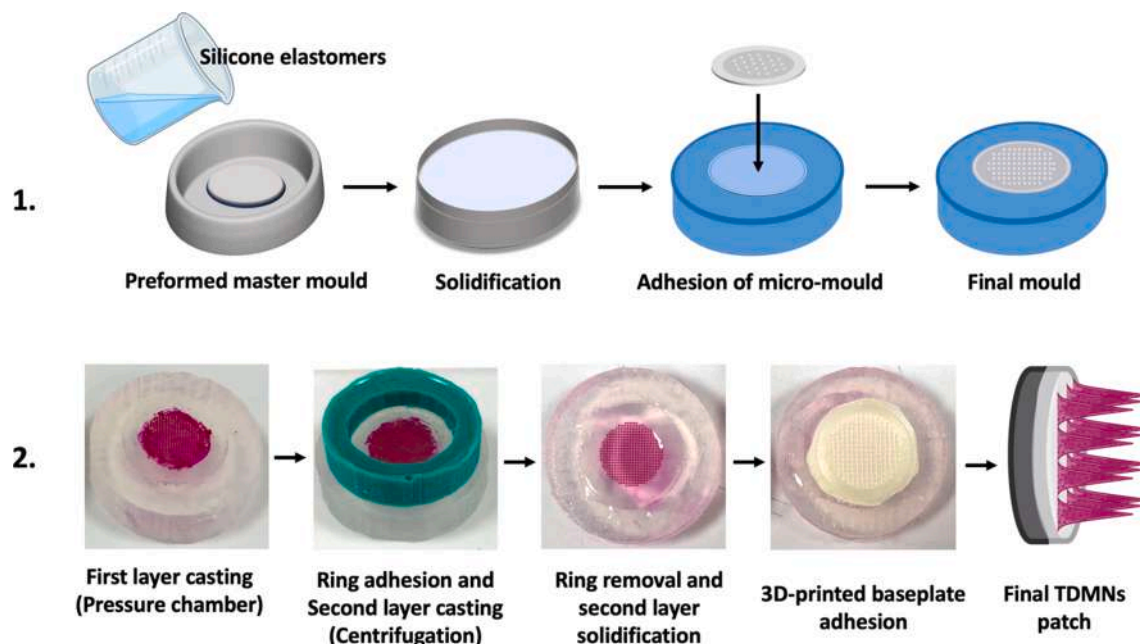 Silicone elastomers
1.
Preformed master mould
Solidification
Adhesion of micro-mould
Final mould
2.
First layer casting
(Pressure chamber)
Ring adhesion and
Second layer casting
(Centrifugation)
Ring removal and
second layer
solidification
3D-printed baseplate
adhesion
Final TDMNs
patch